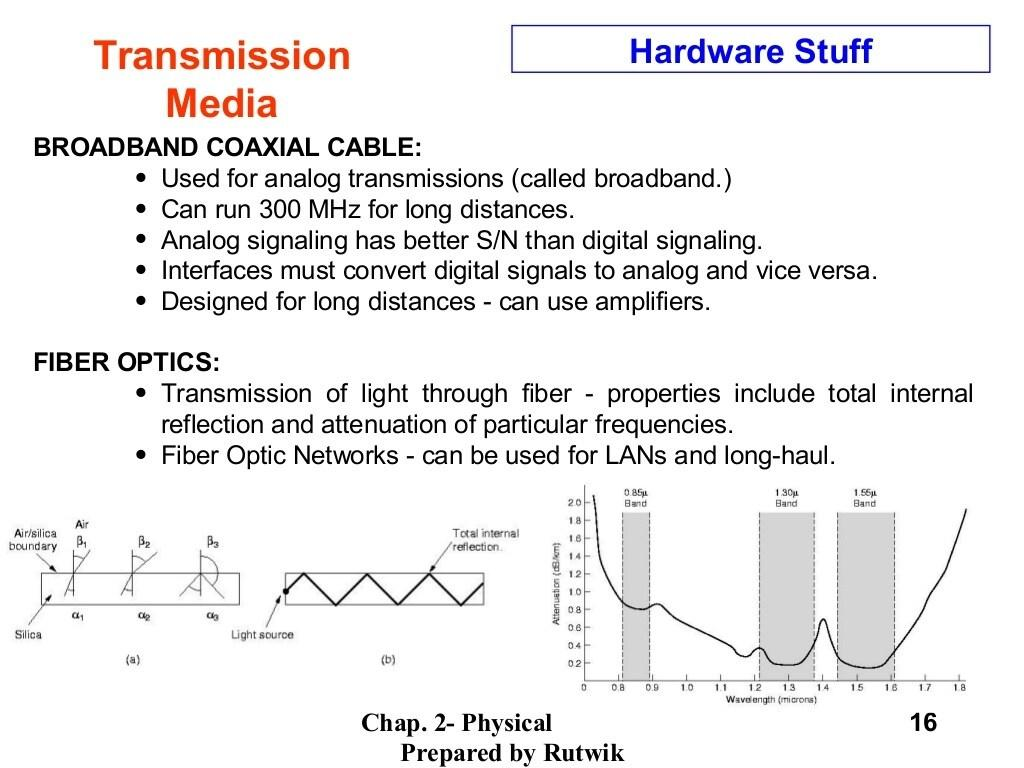 Transmission
Media
Hardware Stuff
BROADBAND COAXIAL CABLE:
• Used for analog transmissions (called broadband.)
• Can run 300 MHz for long distances.
• Analog signaling has better S/N than digital signaling.
• Interfaces must convert digital signals to analog and vice versa.
• Designed for long distances - can use amplifiers.
FIBER OPTICS:
• Transmission of light through fiber - properties include total internal
reflection and attenuation of particular frequencies.
• Fiber Optic Networks - can be used for LANs and long-haul.
Air/silica
boundary
Air
β1
β2
β3
α1
α2
α3
Silica
(a)
Total internal
reflection.
Light source
(b)
0.85μ
Band
1.30μ
Band
1.55μ
Band
Attenuation (dB/km)
2.0
1.8
1.6
1.4
1.2
1.0
0.8
0.6
0.4
0.2
0 0.8 0.9 1.0 1.1 1.2 1.3 1.4 1.5 1.6 1.7 1.8
Wavelength (microns)
Chap. 2- Physical
Prepared by Rutwik
16